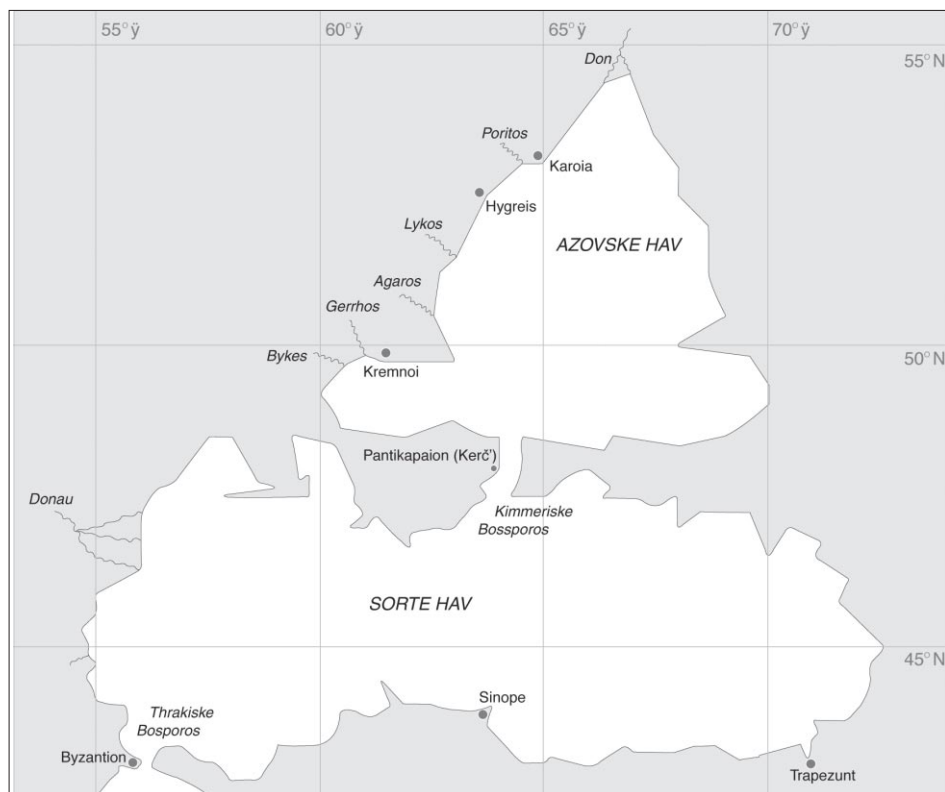 55° ÿ
60° ÿ
65° ÿ
70° ÿ
55° N
Don
Poritos
Karoia
Hygreis
Lykos
AZOVSKE HAV
Agaros
Gerrhos
50° N
Bykes
Kremnoi
Pantikapaion (Kerč')
Donau
Kimmeriske
Bossporos
SORTE HAV
45° N
Sinope
Thrakiske
Bosporos
Byzantion
Trapezunt